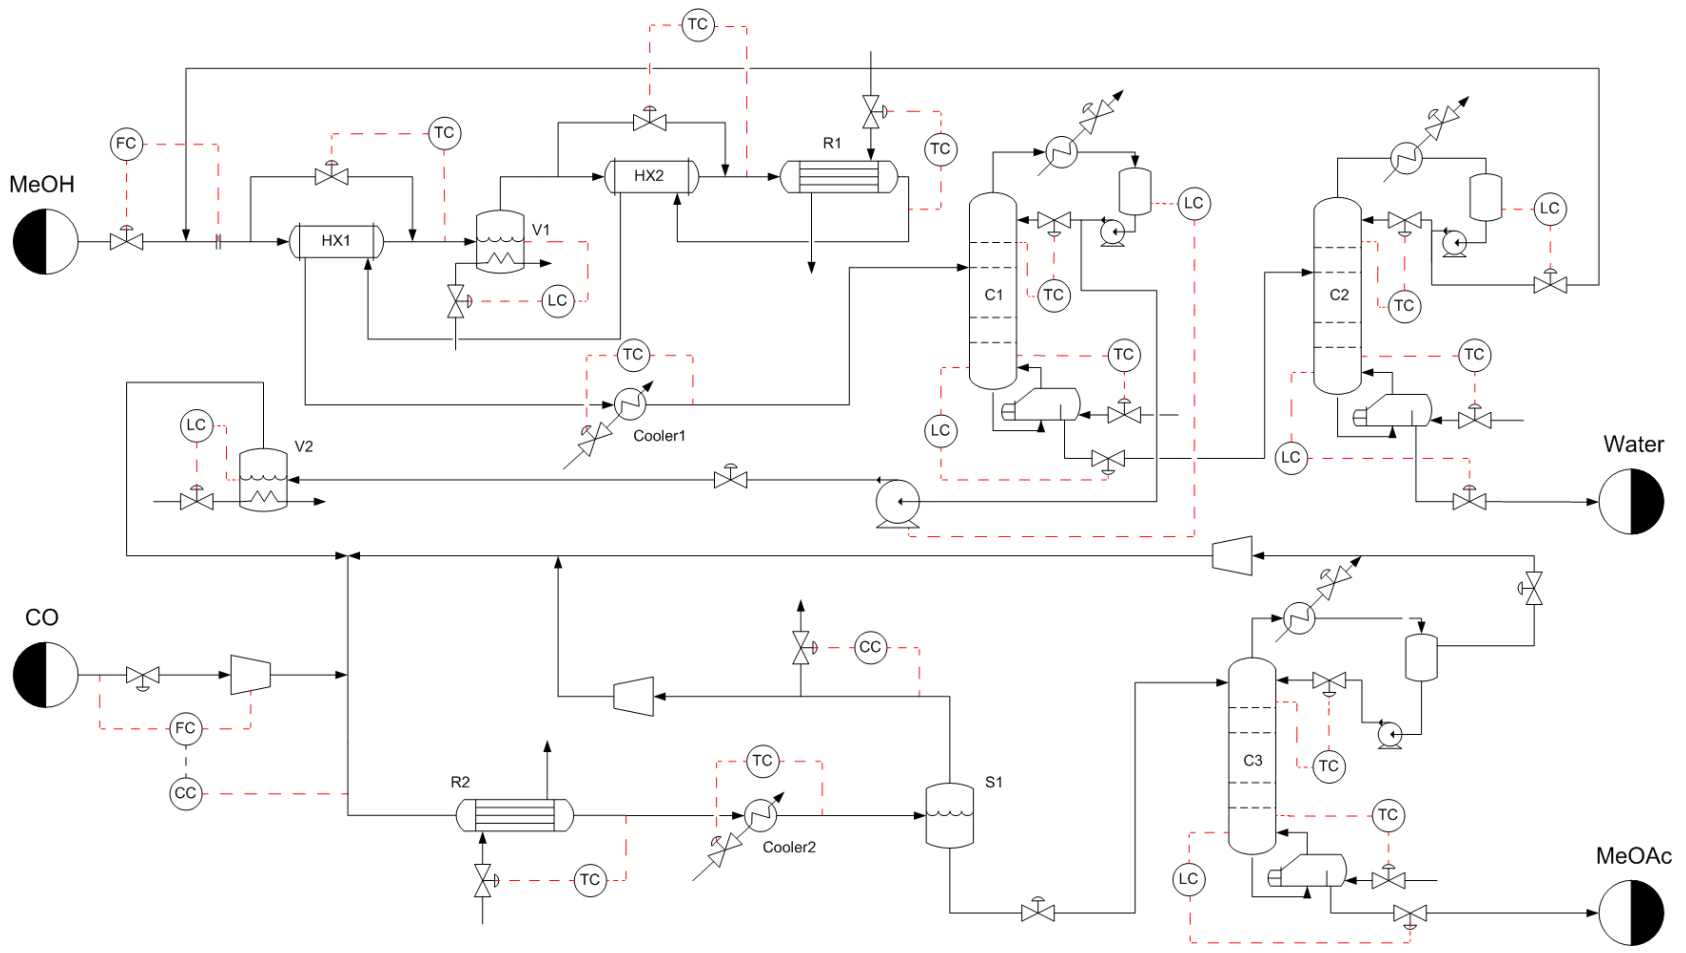 TC
FC
TC
R1
TC
MeOH
HX2
HX1
V1
LC
LC
LC
C1
TC
C2
TC
TC
TC
TC
LC
Cooler1
LC
V2
LC
Water
CO
CC
FC
CC
TC
R2
S1
C3
TC
Cooler2
TC
TC
LC
MeOAc